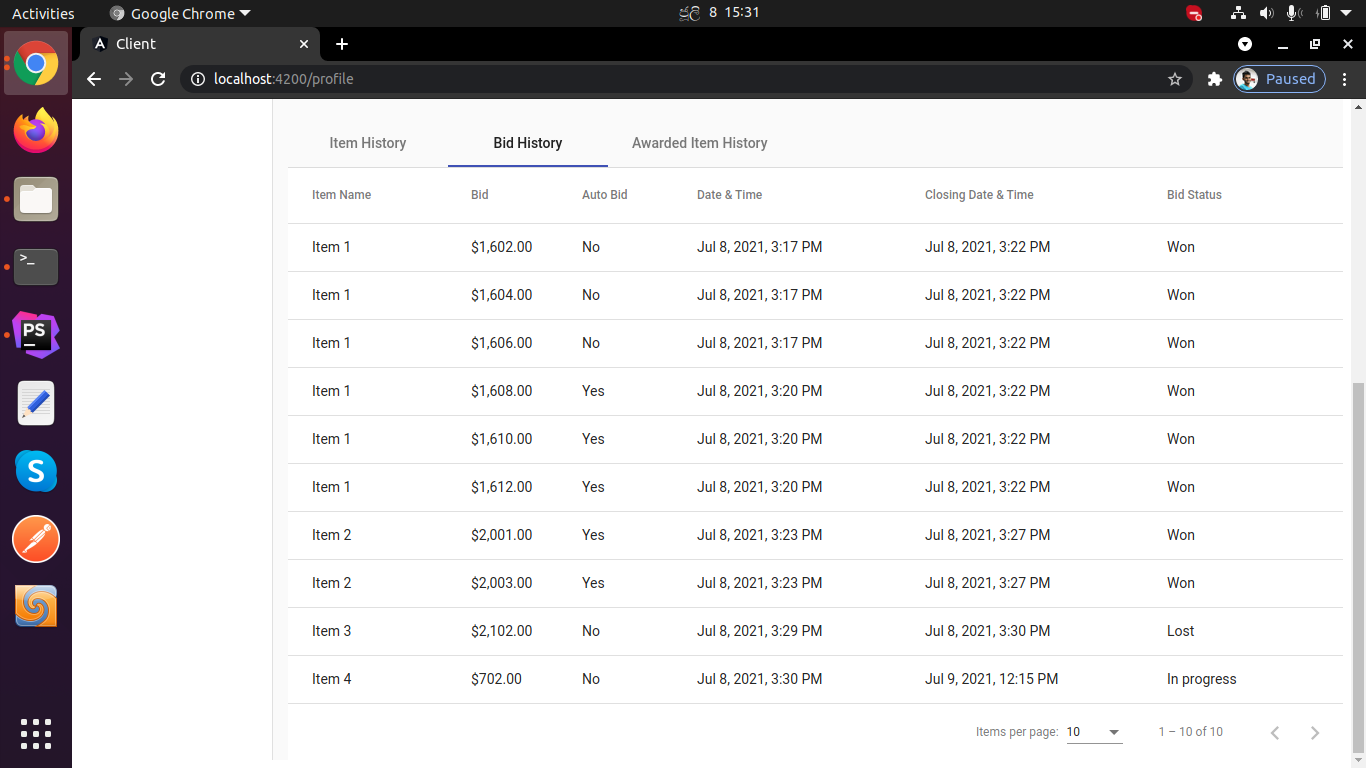 Activities Google Chrome 8 15:31
Client
localhost:4200/profile Paused
Item History Bid History Awarded Item History
Item Name Bid Auto Bid Date & Time Closing Date & Time Bid Status
Item 1 $1,602.00 No Jul 8, 2021, 3:17 PM Jul 8, 2021, 3:22 PM Won
Item 1 $1,604.00 No Jul 8, 2021, 3:17 PM Jul 8, 2021, 3:22 PM Won
Item 1 $1,606.00 No Jul 8, 2021, 3:17 PM Jul 8, 2021, 3:22 PM Won
Item 1 $1,608.00 Yes Jul 8, 2021, 3:20 PM Jul 8, 2021, 3:22 PM Won
Item 1 $1,610.00 Yes Jul 8, 2021, 3:20 PM Jul 8, 2021, 3:22 PM Won
Item 1 $1,612.00 Yes Jul 8, 2021, 3:20 PM Jul 8, 2021, 3:22 PM Won
Item 2 $2,001.00 Yes Jul 8, 2021, 3:23 PM Jul 8, 2021, 3:27 PM Won
Item 2 $2,003.00 Yes Jul 8, 2021, 3:23 PM Jul 8, 2021, 3:27 PM Won
Item 3 $2,102.00 No Jul 8, 2021, 3:29 PM Jul 8, 2021, 3:30 PM Lost
Item 4 $702.00 No Jul 8, 2021, 3:30 PM Jul 9, 2021, 12:15 PM In progress
Items per page: 10 1 – 10 of 10
>_
PS
S